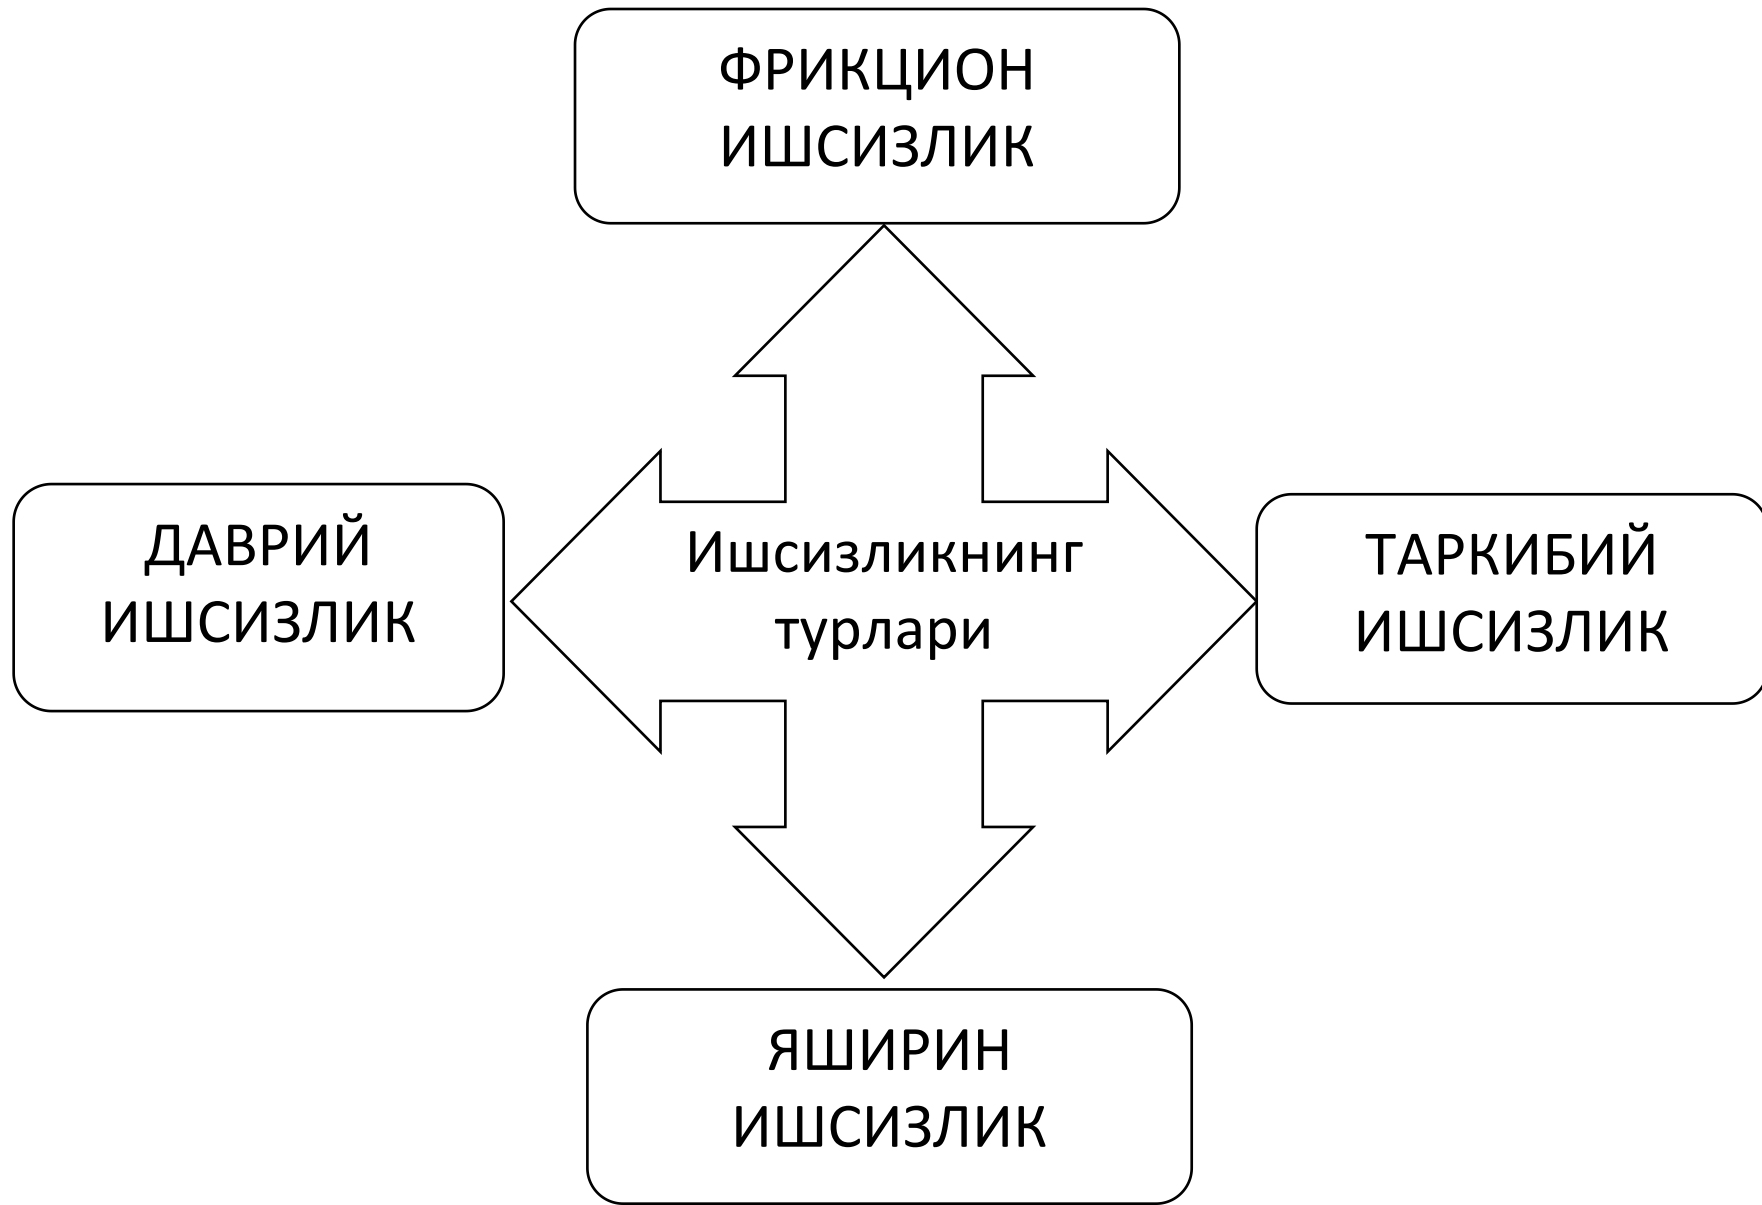 ФРИКЦИОН
ИШСИЗЛИК
ДАВРИЙ
ИШСИЗЛИК
Ишсизликнинг
турлари
ТАРКИБИЙ
ИШСИЗЛИК
ЯШИРИН
ИШСИЗЛИК